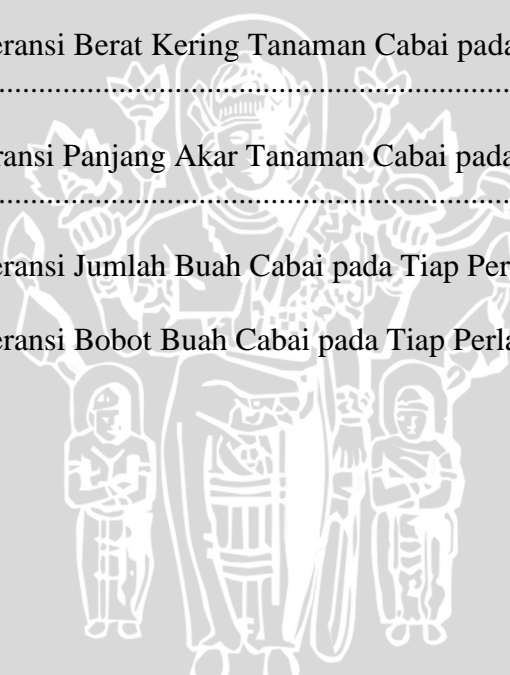 eransi Berat Kering Tanaman Cabai pada
................................................................
ransi Panjang Akar Tanaman Cabai pada
................................................................
eransi Jumlah Buah Cabai pada Tiap Per
eransi Bobot Buah Cabai pada Tiap Perla